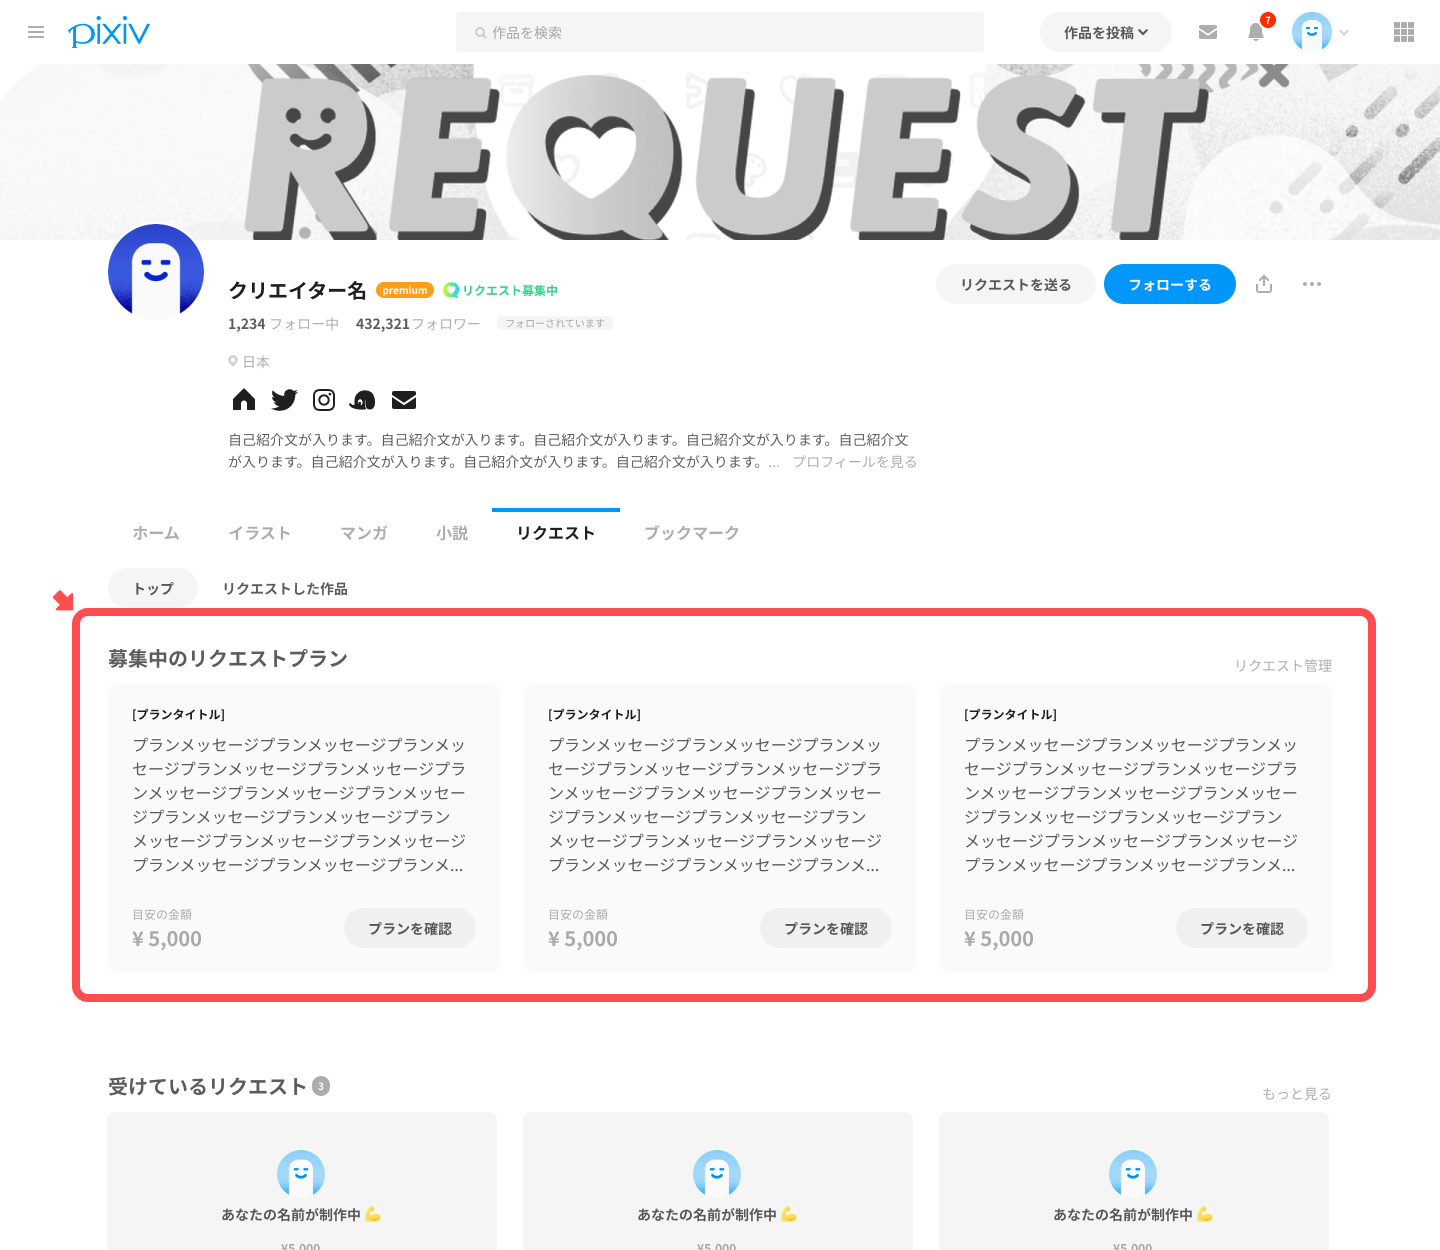 pixiv
作品を検索
作品を投稿
7
REQUEST
クリエイター名 premium リクエスト募集中
リクエストを送る
フォローする
1,234 フォロー中 432,321フォロワー フォローされています
日本
自己紹介文が入ります。自己紹介文が入ります。自己紹介文が入ります。自己紹介文が入ります。自己紹介文
が入ります。自己紹介文が入ります。自己紹介文が入ります。自己紹介文が入ります。... プロフィールを見る
ホーム イラスト マンガ 小説 リクエスト ブックマーク
トップ リクエストした作品
募集中のリクエストプラン
リクエスト管理
[プランタイトル]
プランメッセージプランメッセージプランメッ
セージプランメッセージプランメッセージプラ
ンメッセージプランメッセージプランメッセー
ジプランメッセージプランメッセージプラン
メッセージプランメッセージプランメッセージ
プランメッセージプランメッセージプランメ...
目安の金額
¥ 5,000
プランを確認
[プランタイトル]
プランメッセージプランメッセージプランメッ
セージプランメッセージプランメッセージプラ
ンメッセージプランメッセージプランメッセー
ジプランメッセージプランメッセージプラン
メッセージプランメッセージプランメッセージ
プランメッセージプランメッセージプランメ...
目安の金額
¥ 5,000
プランを確認
[プランタイトル]
プランメッセージプランメッセージプランメッ
セージプランメッセージプランメッセージプラ
ンメッセージプランメッセージプランメッセー
ジプランメッセージプランメッセージプラン
メッセージプランメッセージプランメッセージ
プランメッセージプランメッセージプランメ...
目安の金額
¥ 5,000
プランを確認
受けているリクエスト 3
もっと見る
あなたの名前が制作中 💪
¥5,000
あなたの名前が制作中 💪
¥5,000
あなたの名前が制作中 💪
¥5,000